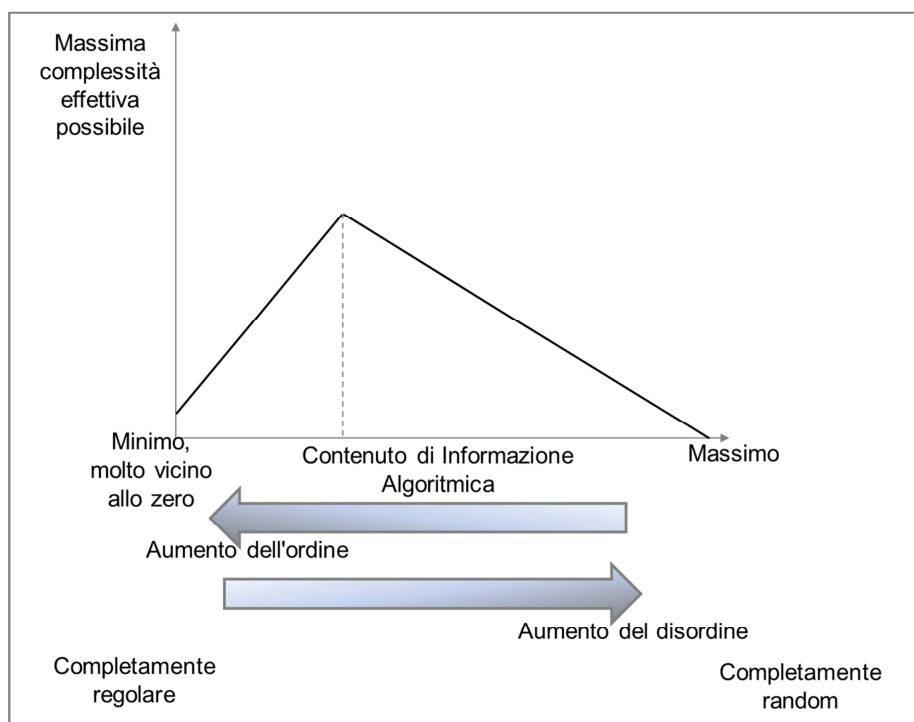 Massima
complessità
effettiva
possibile
Minimo,
molto vicino
allo zero
Contenuto di Informazione
Algoritmica
Massimo
Aumento dell'ordine
Aumento del disordine
Completamente
regolare
Completamente
random